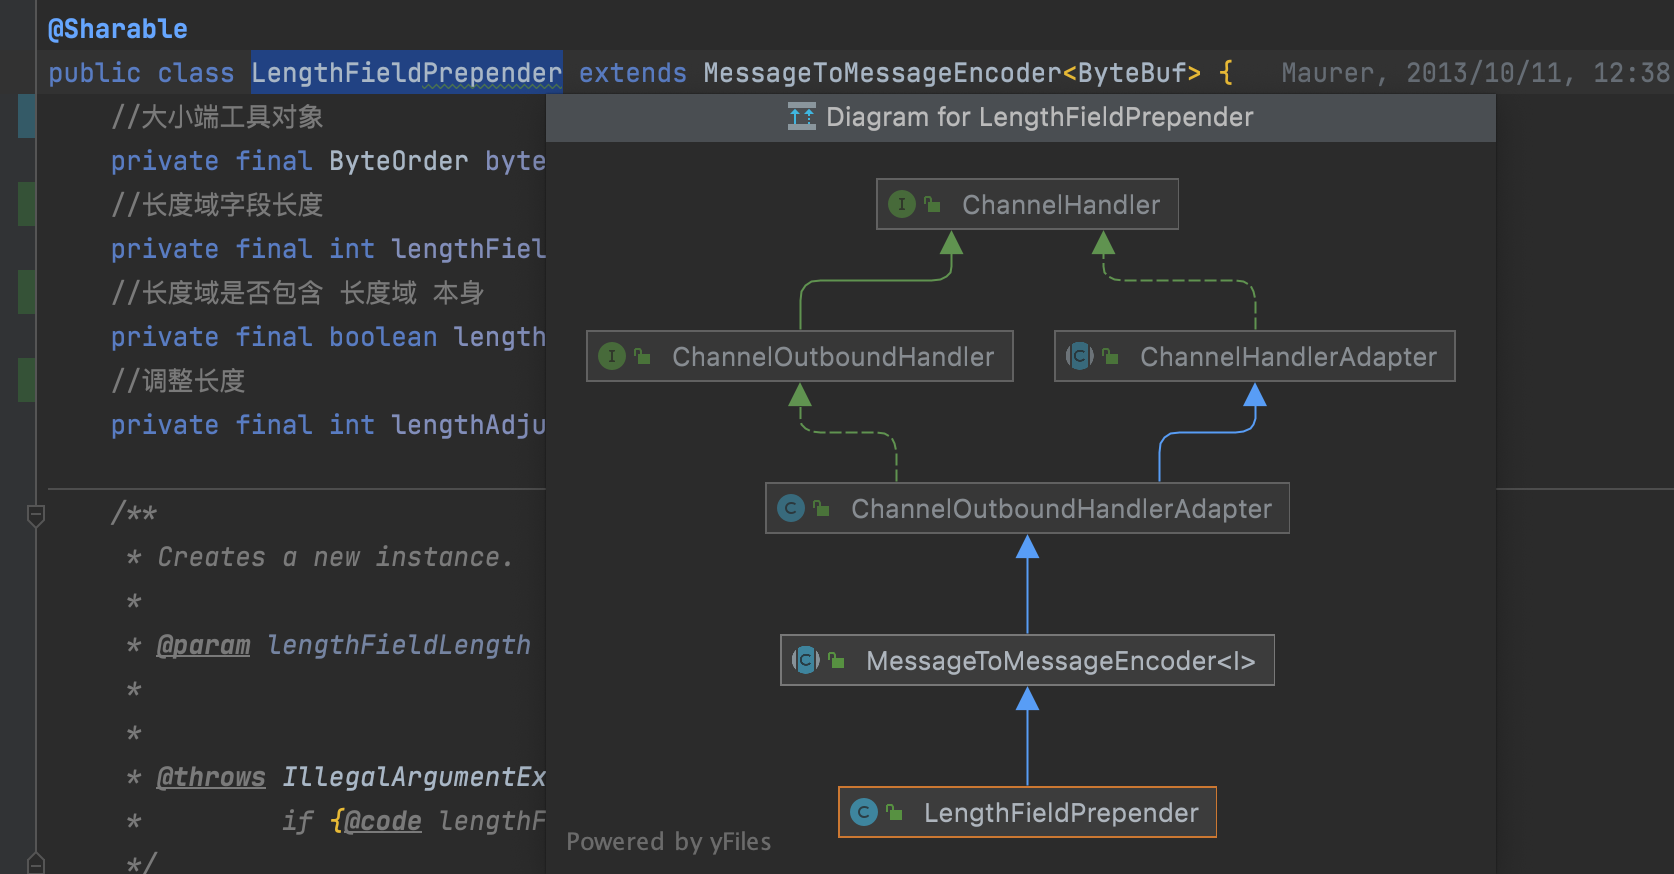 @Sharable
public class LengthFieldPrepender extends MessageToMessageEncoder<ByteBuf> { Maurer, 2013/10/11, 12:38
//大小端工具对象
private final ByteOrder byte
//长度域字段长度
private final int lengthFiel
//长度域是否包含 长度域 本身
private final boolean length
//调整长度
private final int lengthAdju
/**
* Creates a new instance.
*
* @param lengthFieldLength
*
*
* @throws IllegalArgumentEx
* if {@code lengthF
*/
Diagram for LengthFieldPrepender
I ChannelHandler
I ChannelOutboundHandler
C ChannelHandlerAdapter
C ChannelOutboundHandlerAdapter
C MessageToMessageEncoder<I>
C LengthFieldPrepender
Powered by yFiles